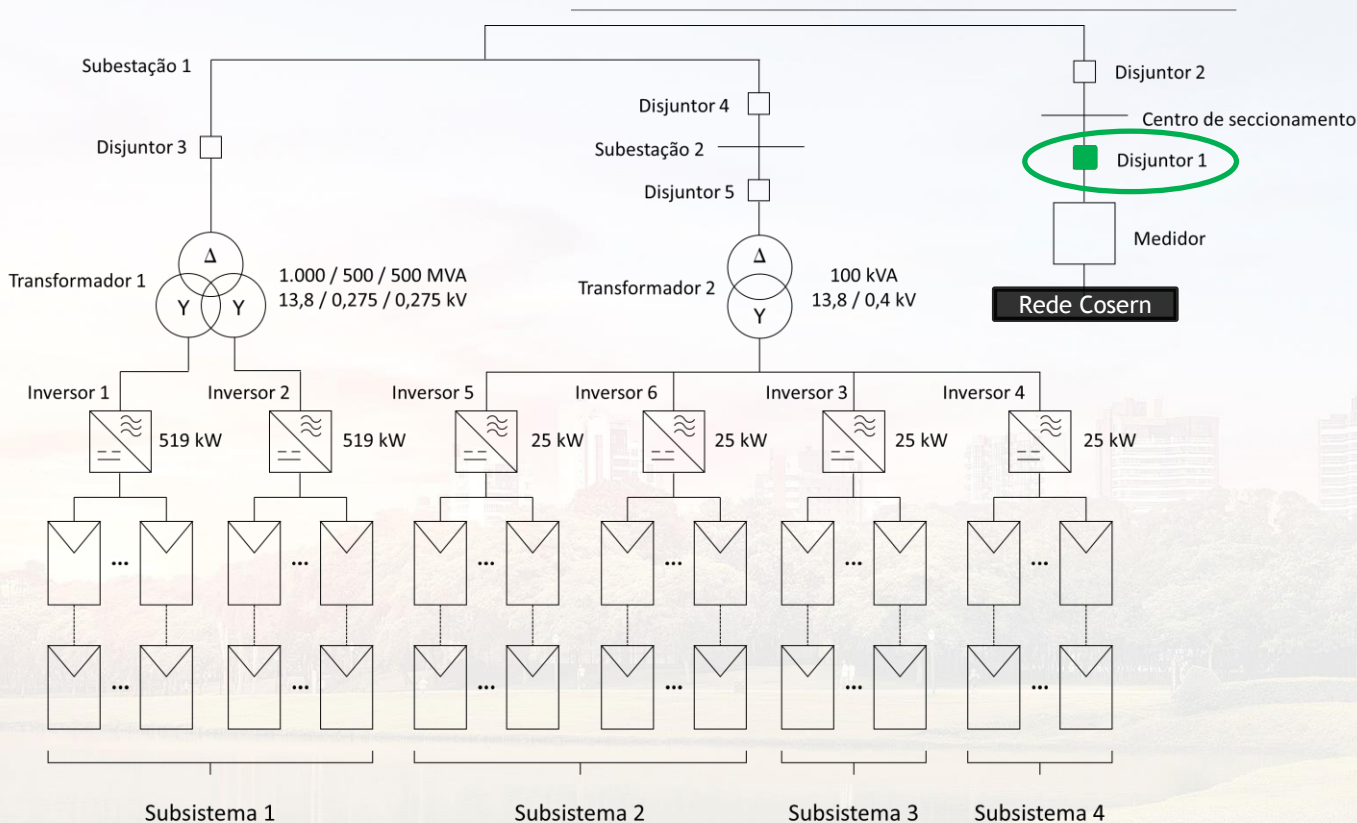 Subestação 1
Disjuntor 2
Disjuntor 4
Centro de seccionamento
Disjuntor 3
Subestação 2
Disjuntor 1
Disjuntor 5
Δ
Δ
Medidor
Transformador 1
1.000 / 500 / 500 MVA
13,8 / 0,275 / 0,275 kV
Transformador 2
100 kVA
13,8 / 0,4 kV
Y
Y
Y
Rede Cosern
Inversor 1
Inversor 2
Inversor 5
Inversor 6
Inversor 3
Inversor 4
519 kW
519 kW
25 kW
25 kW
25 kW
25 kW
...
...
...
...
...
...
...
...
...
...
...
...
Subsistema 1
Subsistema 2
Subsistema 3
Subsistema 4